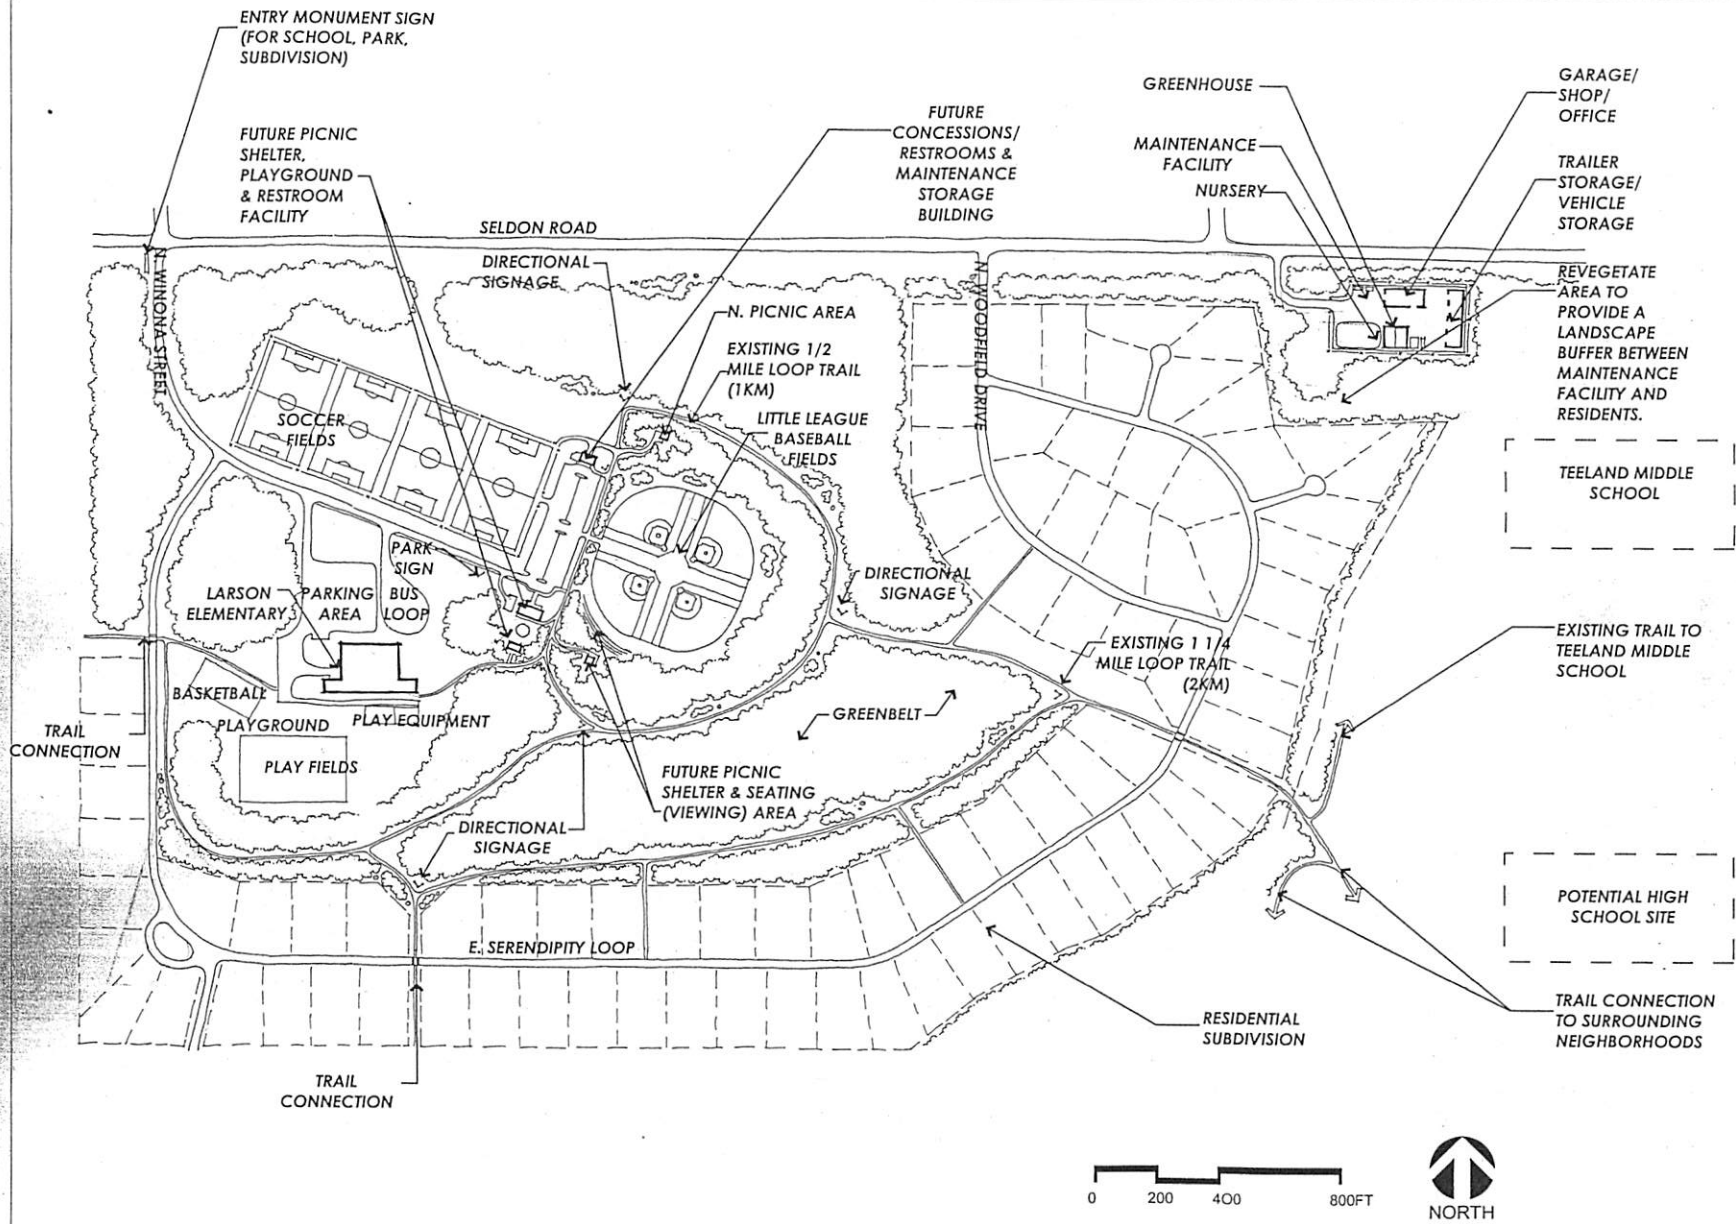 ENTRY MONUMENT SIGN
(FOR SCHOOL, PARK,
SUBDIVISION)
FUTURE PICNIC
SHELTER,
PLAYGROUND
& RESTROOM
FACILITY
FUTURE
CONCESSIONS/
RESTROOMS &
MAINTENANCE
STORAGE
BUILDING
GREENHOUSE
MAINTENANCE
FACILITY
NURSERY
GARAGE/
SHOP/
OFFICE
TRAILER
STORAGE/
VEHICLE
STORAGE
REVEGETATE
AREA TO
PROVIDE A
LANDSCAPE
BUFFER BETWEEN
MAINTENANCE
FACILITY AND
RESIDENTS.
SELDON ROAD
DIRECTIONAL
SIGNAGE
N. WINONA STREET
N. WOODFIELD DRIVE
N. PICNIC AREA
EXISTING 1/2
MILE LOOP TRAIL
(1KM)
LITTLE LEAGUE
BASEBALL
FIELDS
SOCCER
FIELDS
TEELAND MIDDLE
SCHOOL
PARK
SIGN
LARSON
ELEMENTARY
PARKING
AREA
BUS
LOOP
DIRECTIONAL
SIGNAGE
EXISTING 1 1/4
MILE LOOP TRAIL
(2KM)
EXISTING TRAIL TO
TEELAND MIDDLE
SCHOOL
BASKETBALL
PLAYGROUND
PLAY EQUIPMENT
GREENBELT
TRAIL
CONNECTION
PLAY FIELDS
FUTURE PICNIC
SHELTER & SEATING
(VIEWING) AREA
DIRECTIONAL
SIGNAGE
POTENTIAL HIGH
SCHOOL SITE
E. SERENDIPITY LOOP
RESIDENTIAL
SUBDIVISION
TRAIL CONNECTION
TO SURROUNDING
NEIGHBORHOODS
TRAIL
CONNECTION
0 200 400 800FT
NORTH